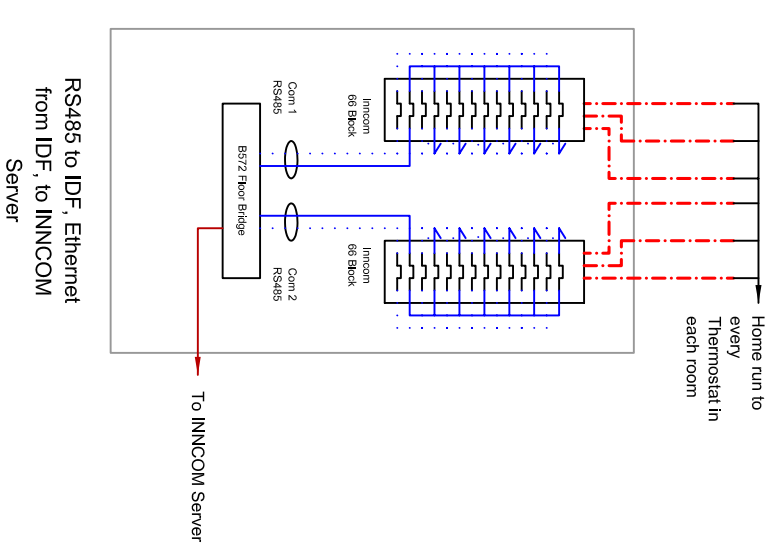 Home run to
every
Thermostat in
each room
Inncom
66 Block
Inncom
66 Block
Com 1
RS485
Com 2
RS485
B572 Floor Bridge
To INNCOM Server
RS485 to IDF, Ethernet
from IDF, to INNCOM
Server